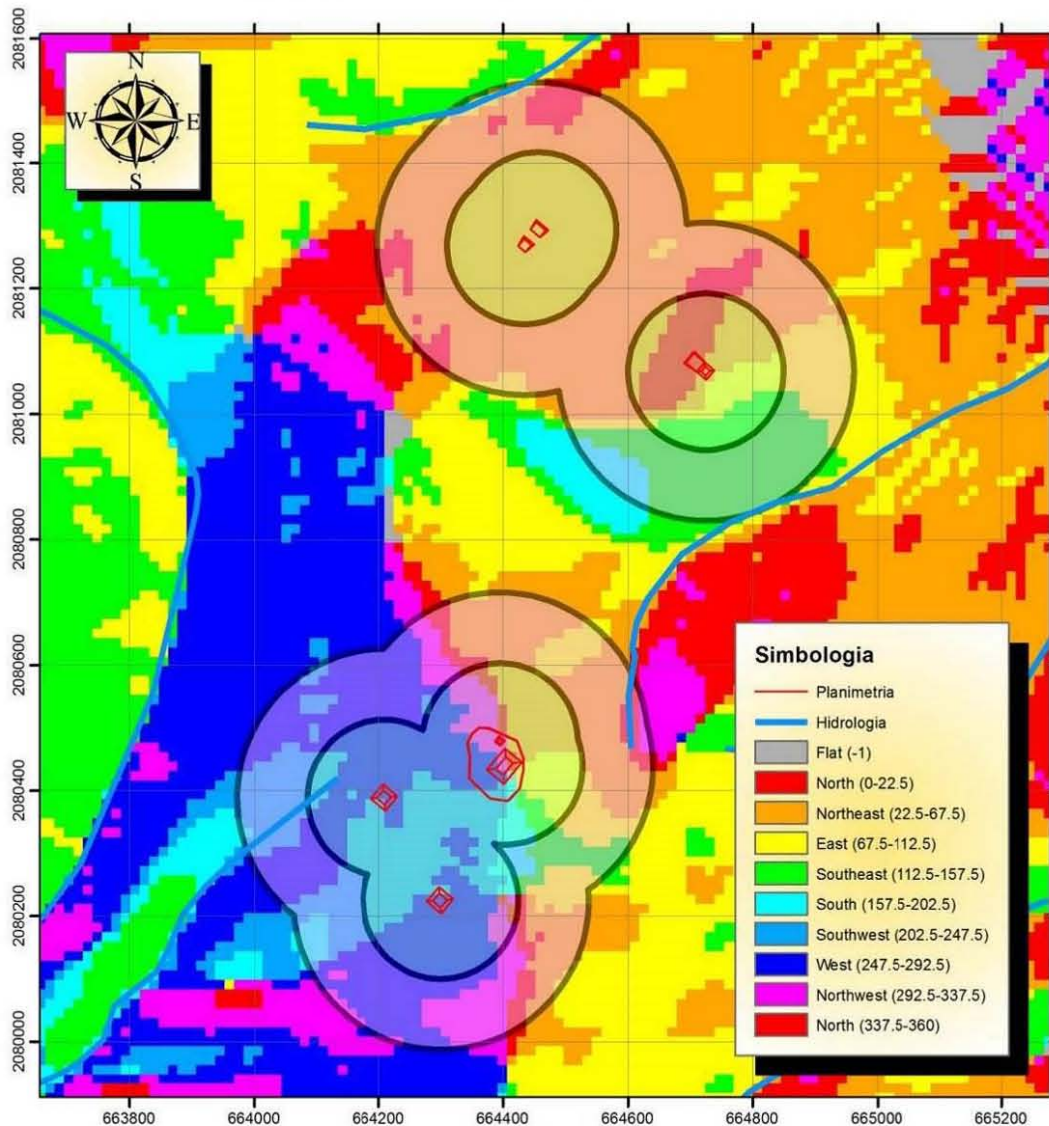 N
W E
S
2081600
2081400
2081200
2081000
2080800
2080600
2080400
2080200
2080000
Simbologia
Planimetria
Hidrologia
Flat (-1)
North (0-22.5)
Northeast (22.5-67.5)
East (67.5-112.5)
Southeast (112.5-157.5)
South (157.5-202.5)
Southwest (202.5-247.5)
West (247.5-292.5)
Northwest (292.5-337.5)
North (337.5-360)
663800 664000 664200 664400 664600 664800 665000 665200